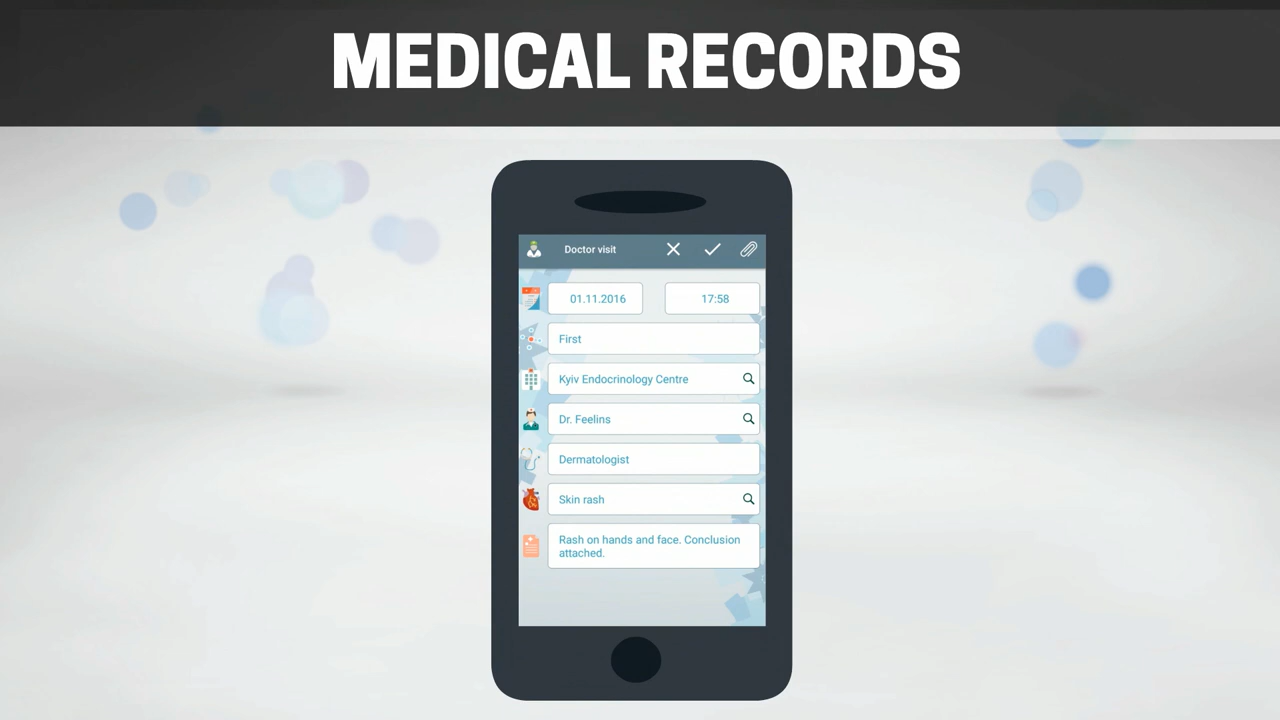 MEDICAL RECORDS
Doctor visit
01.11.2016
17:58
First
Kyiv Endocrinology Centre
Dr. Feelins
Dermatologist
Skin rash
Rash on hands and face. Conclusion
attached.